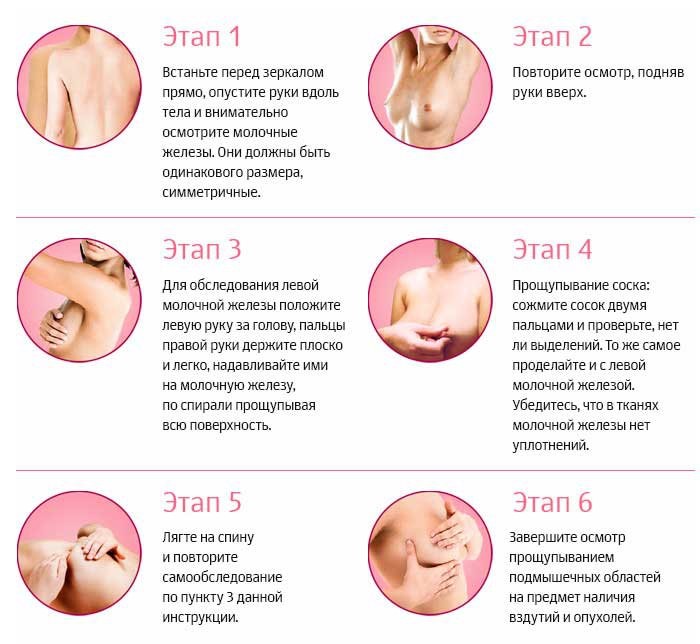 Этап 1
Встаньте перед зеркалом
прямо, опустите руки вдоль
тела и внимательно
осмотрите молочные
железы. Они должны быть
одинакового размера,
симметричные.
Этап 2
Повторите осмотр, подняв
руки вверх.
Этап 3
Для обследования левой
молочной железы положите
левую руку за голову, пальцы
правой руки держите плоско
и легко, надавливайте ими
на молочную железу,
по спирали прощупывая
всю поверхность.
Этап 4
Прощупывание соска:
сожмите сосок двумя
пальцами и проверьте, нет
ли выделений. То же самое
проделайте и с левой
молочной железой.
Убедитесь, что в тканях
молочной железы нет
уплотнений.
Этап 5
Лягте на спину
и повторите
самообследование
по пункту 3 данной
инструкции.
Этап 6
Завершите осмотр
прощупыванием
подмышечных областей
на предмет наличия
вздутий и опухолей.